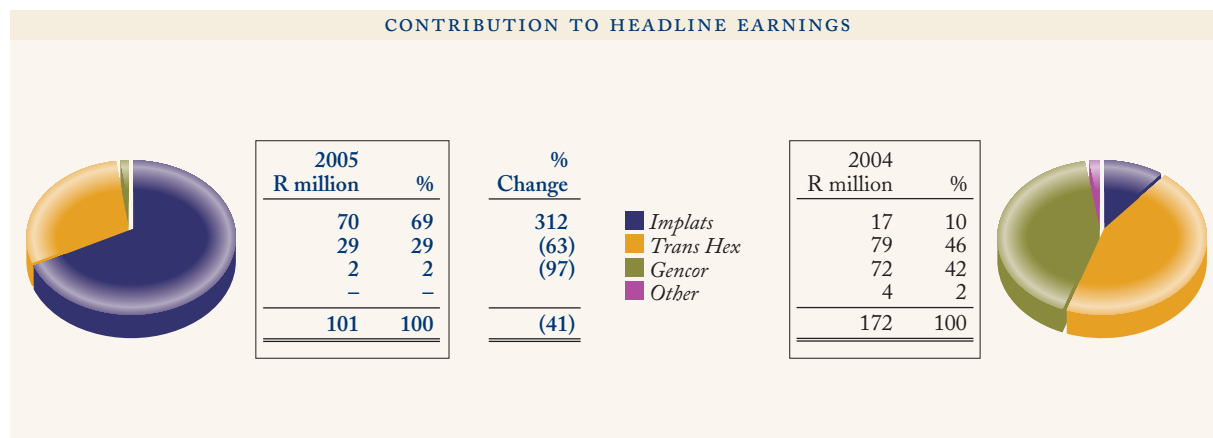 CONTRIBUTION TO HEADLINE EARNINGS
2005 % 2004
R million % Change R million %
70 69 312 Implats 17 10
29 29 (63) Trans Hex 79 46
2 2 (97) Gencor 72 42
– – Other 4 2
101 100 (41) 172 100